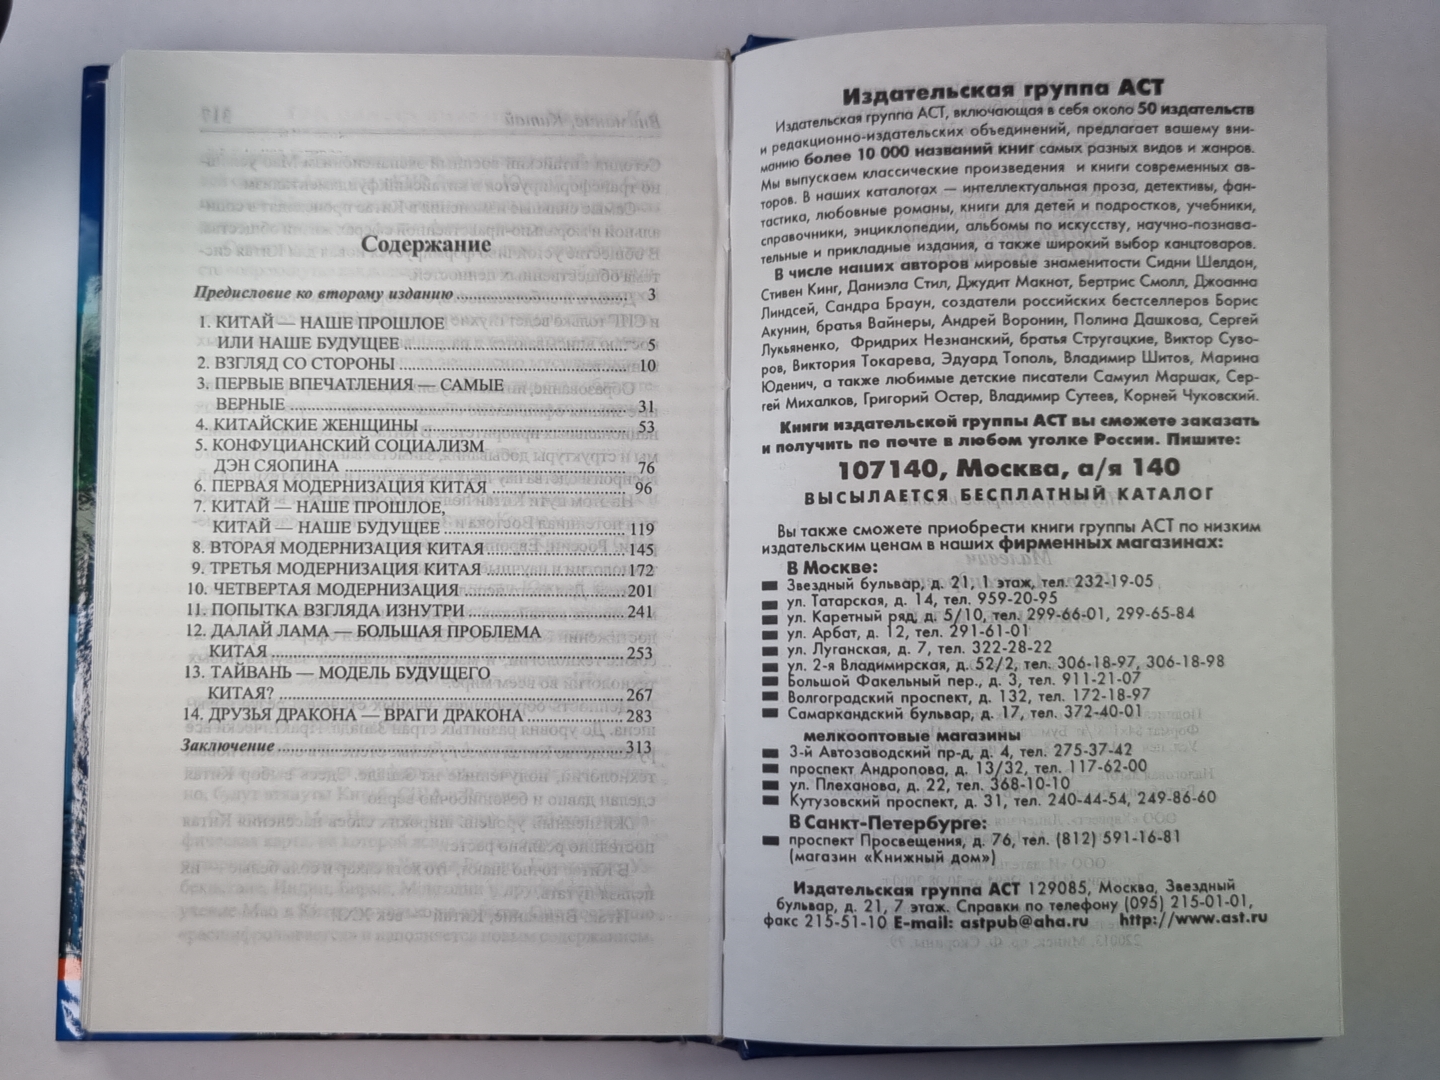 Содержание
Предисловие ко второму изданию ........ 3
1. КИТАЙ — НАШЕ ПРОШЛОЕ
ИЛИ НАШЕ БУДУЩЕЕ ........ 5
2. ВЗГЛЯД СО СТОРОНЫ ........ 10
3. ПЕРВЫЕ ВПЕЧАТЛЕНИЯ — САМЫЕ
ВЕРНЫЕ ........ 31
4. КИТАЙСКИЕ ЖЕНЩИНЫ ........ 53
5. КОНФУЦИАНСКИЙ СОЦИАЛИЗМ
ДЭН СЯОПИНА ........ 76
6. ПЕРВАЯ МОДЕРНИЗАЦИЯ КИТАЯ ........ 96
7. КИТАЙ — НАШЕ ПРОШЛОЕ,
КИТАЙ — НАШЕ БУДУЩЕЕ ........ 119
8. ВТОРАЯ МОДЕРНИЗАЦИЯ КИТАЯ ........ 145
9. ТРЕТЬЯ МОДЕРНИЗАЦИЯ КИТАЯ ........ 172
10. ЧЕТВЕРТАЯ МОДЕРНИЗАЦИЯ ........ 201
11. ПОПЫТКА ВЗГЛЯДА ИЗНУТРИ ........ 241
12. ДАЛАЙ ЛАМА — БОЛЬШАЯ ПРОБЛЕМА
КИТАЯ ........ 253
13. ТАЙВАНЬ — МОДЕЛЬ БУДУЩЕГО
КИТАЯ? ........ 267
14. ДРУЗЬЯ ДРАКОНА — ВРАГИ ДРАКОНА ........ 283
Заключение ........ 313
Издательская группа АСТ
Издательская группа АСТ, включающая в себя около 50 издательств
и редакционно-издательских объединений, предлагает вашему вни-
манию более 10 000 названий книг самых разных видов и жанров.
Мы выпускаем классические произведения и книги современных ав-
торов. В наших каталогах — интеллектуальная проза, детективы, фан-
тастика, любовные романы, книги для детей и подростков, учебники,
справочники, энциклопедии, альбомы по искусству, научно-познава-
тельные и прикладные издания, а также широкий выбор канцтоваров.
В числе наших авторов мировые знаменитости Сидни Шелдон,
Стивен Кинг, Даниэла Стил, Джудит Макнот, Бертрис Смолл, Джоанна
Линдсей, Сандра Браун, создатели российских бестселлеров Борис
Акунин, братья Вайнеры, Андрей Воронин, Полина Дашкова, Сергей
Лукьяненко, Фридрих Незнанский, братья Стругацкие, Виктор Суво-
ров, Виктория Токарева, Эдуард Тополь, Владимир Шитов, Марина
Юденич, а также любимые детские писатели Самуил Маршак, Сер-
гей Михалков, Григорий Остер, Владимир Сутеев, Корней Чуковский.
Книги издательской группы АСТ вы сможете заказать
и получить по почте в любом уголке России. Пишите:
107140, Москва, а/я 140
ВЫСЫЛАЕТСЯ БЕСПЛАТНЫЙ КАТАЛОГ
Вы также сможете приобрести книги группы АСТ по низким
издательским ценам в наших фирменных магазинах:
В Москве:
Звездный бульвар, д. 21, 1 этаж, тел. 232-19-05
ул. Татарская, д. 14, тел. 959-20-95
ул. Каретный ряд, д. 5/10, тел. 299-66-01, 299-65-84
ул. Арбат, д. 12, тел. 291-61-01
ул. Луганская, д. 7, тел. 322-28-22
ул. 2-я Владимирская, д. 52/2, тел. 306-18-97, 306-18-98
Большой Факельный пер., д. 3, тел. 911-21-07
Волгоградский проспект, д. 132, тел. 172-18-97
Самаркандский бульвар, д. 17, тел. 372-40-01
мелкооптовые магазины
3-й Автозаводский пр-д, д. 4, тел. 275-37-42
проспект Андропова, д. 13/32, тел. 117-62-00
ул. Плеханова, д. 22, тел. 368-10-10
Кутузовский проспект, д. 31, тел. 240-44-54, 249-86-60
В Санкт-Петербурге:
проспект Просвещения, д. 76, тел. (812) 591-16-81
(магазин «Книжный дом»)
Издательская группа АСТ 129085, Москва, Звездный
бульвар, д. 21, 7 этаж. Справки по телефону (095) 215-01-01,
факс 215-51-10 E-mail: astpub@aha.ru http://www.ast.ru